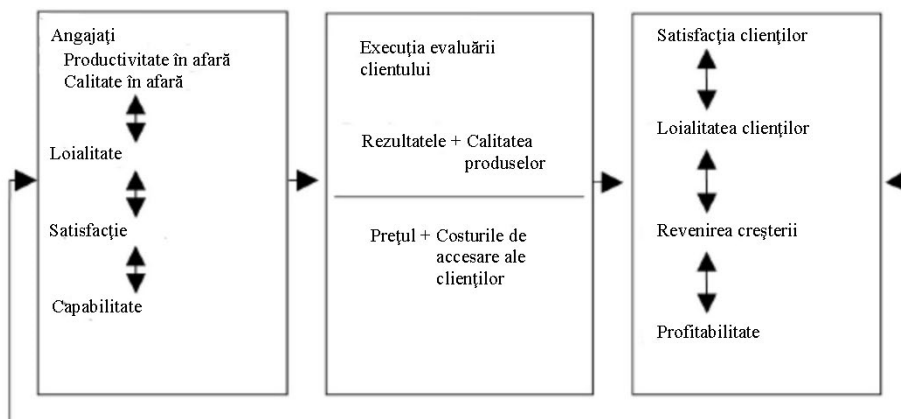 Angajați
Productivitate în afară
Calitate în afară
Loialitate
Satisfacție
Capabilitate
Execuția evaluării
clientului
Rezultatele + Calitatea
produselor
Prețul + Costurile de
accesare ale
clienților
Satisfacția clienților
Loialitatea clienților
Revenirea creșterii
Profitabilitate